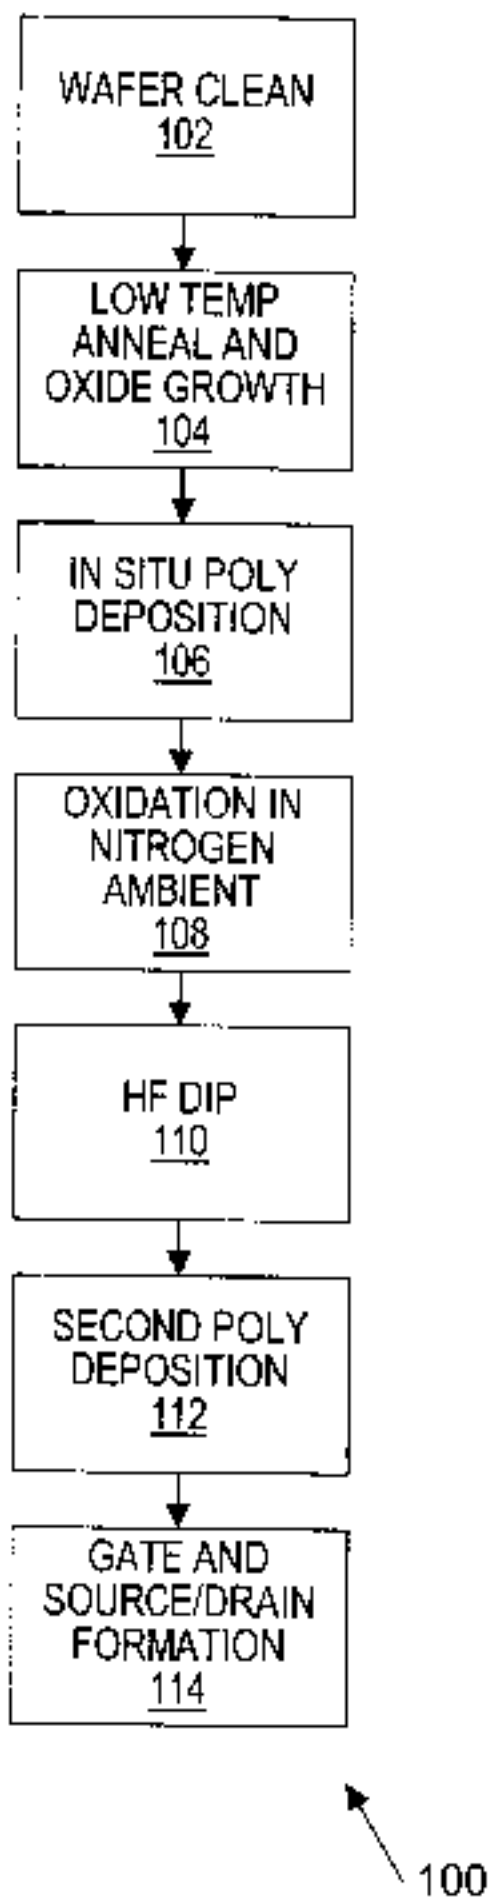 WAFER CLEAN
102
LOW TEMP
ANNEAL AND
OXIDE GROWTH
104
IN SITU POLY
DEPOSITION
106
OXIDATION IN
NITROGEN
AMBIENT
108
HF DIP
110
SECOND POLY
DEPOSITION
112
GATE AND
SOURCE/DRAIN
FORMATION
114
100